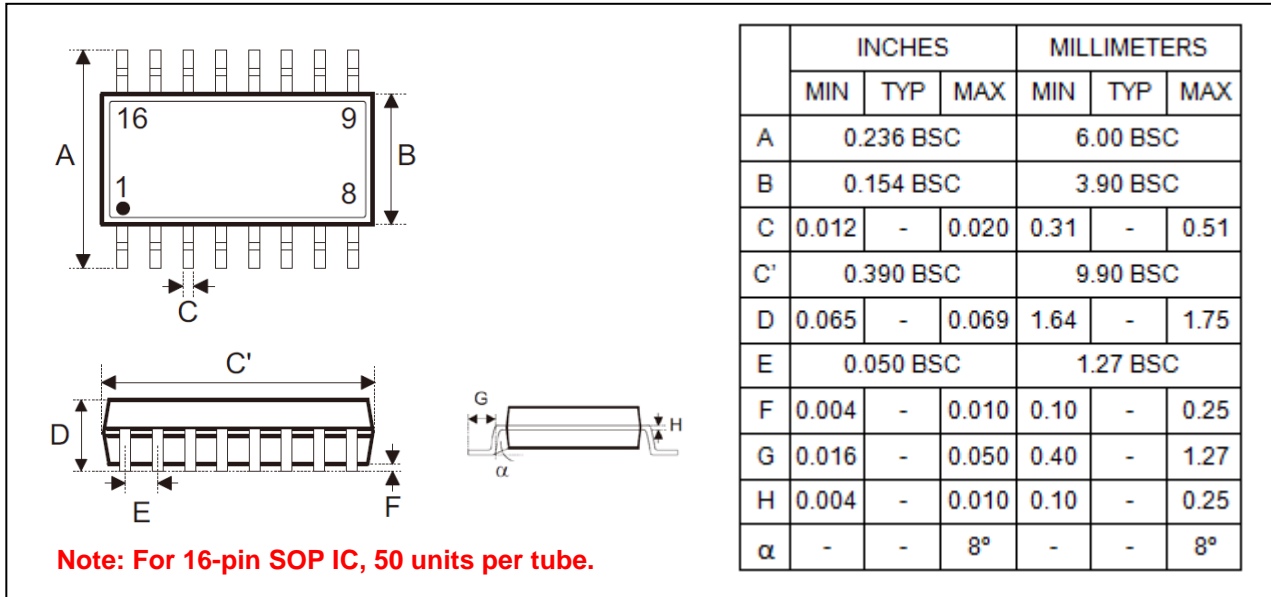 16 9
A B
1 8
C
C'
D
E F
G H
α
Note: For 16-pin SOP IC, 50 units per tube.
INCHES MILLIMETERS
MIN TYP MAX MIN TYP MAX
A 0.236 BSC 6.00 BSC
B 0.154 BSC 3.90 BSC
C 0.012 - 0.020 0.31 - 0.51
C’ 0.390 BSC 9.90 BSC
D 0.065 - 0.069 1.64 - 1.75
E 0.050 BSC 1.27 BSC
F 0.004 - 0.010 0.10 - 0.25
G 0.016 - 0.050 0.40 - 1.27
H 0.004 - 0.010 0.10 - 0.25
α - - 8º - - 8º